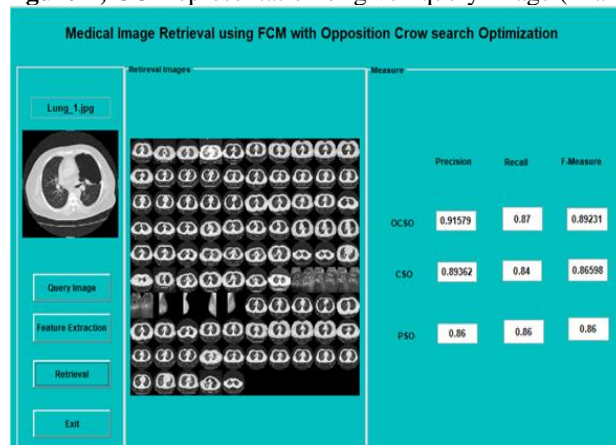 Medical Image Retrieval using FCM with Opposition Crow search Optimization
Retireval Images
Measure
Lung_1.jpg
Query Image
Feature Extraction
Retrieval
Exit
Precision Recall F-Measure
OCSO 0.91579 0.87 0.89231
CSO 0.89362 0.84 0.86598
PSO 0.86 0.86 0.86